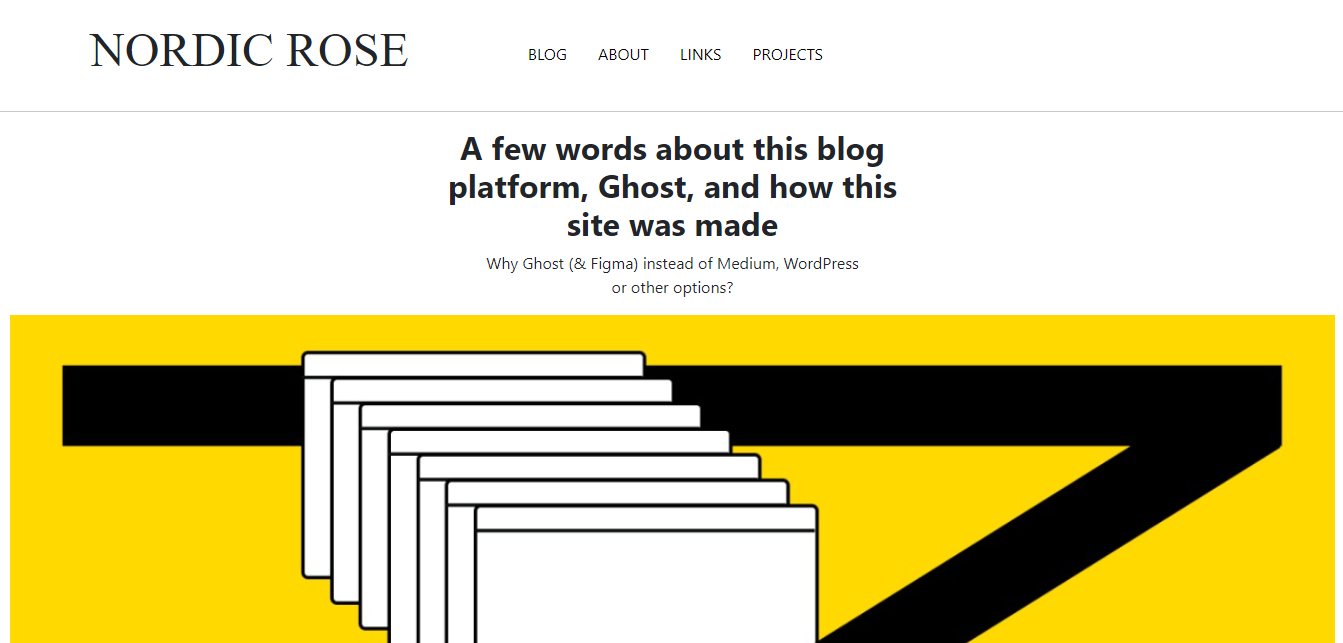 NORDIC ROSE
BLOG ABOUT LINKS PROJECTS
A few words about this blog
platform, Ghost, and how this
site was made
Why Ghost (& Figma) instead of Medium, WordPress
or other options?